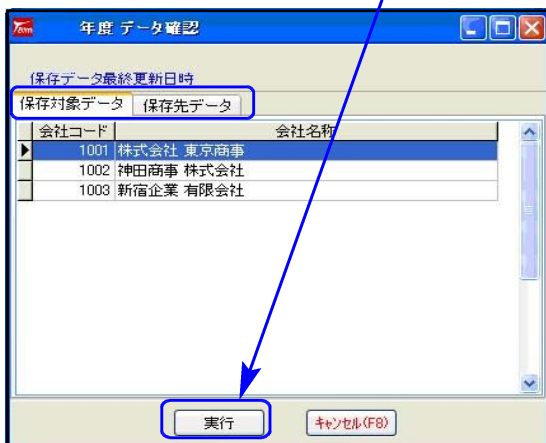 Team 年度 データ確認
保存データ最終更新日時
保存対象データ 保存先データ
会社コード 会社名称
1001 株式会社 東京商事
1002 神田商事 株式会社
1003 新宿企業 有限会社
実行 キャンセル(F8)